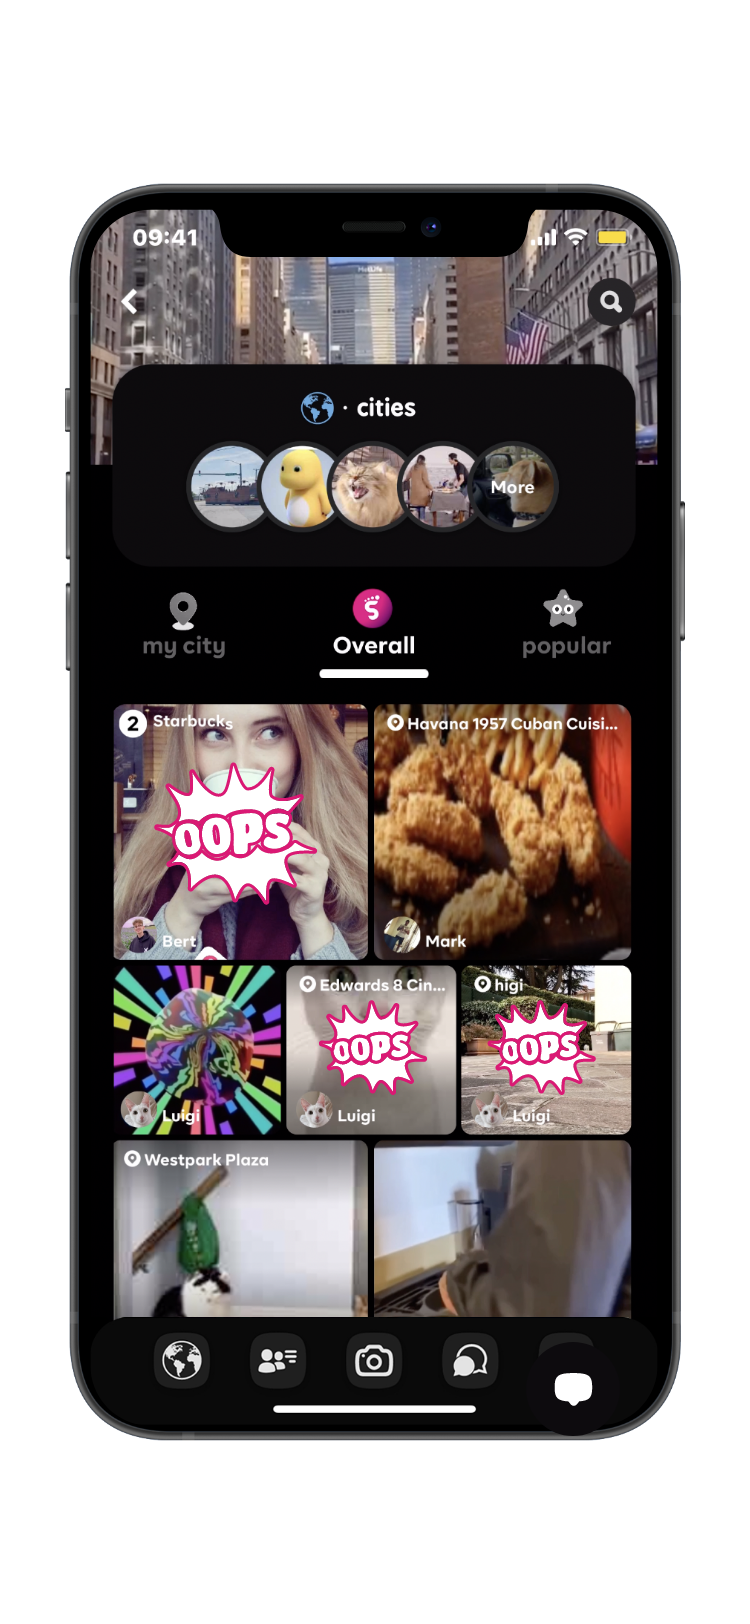 09:41
MetLife
· cities
More
my city
Overall
popular
2 Starbucks
OOPS
Bert
Havana 1957 Cuban Cuisi...
Mark
Luigi
Edwards 8 Cin...
OOPS
Luigi
higi
OOPS
Luigi
Westpark Plaza